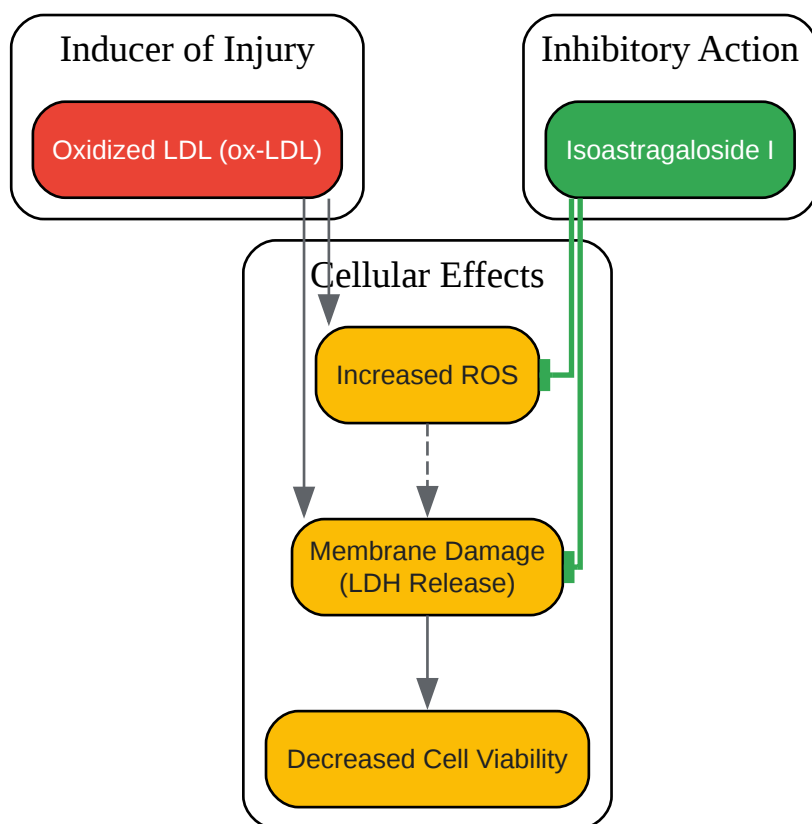 Inducer of Injury
Oxidized LDL (ox-LDL)
Inhibitory Action
Isoastragaloside I
Cellular Effects
Increased ROS
Membrane Damage
(LDH Release)
Decreased Cell Viability